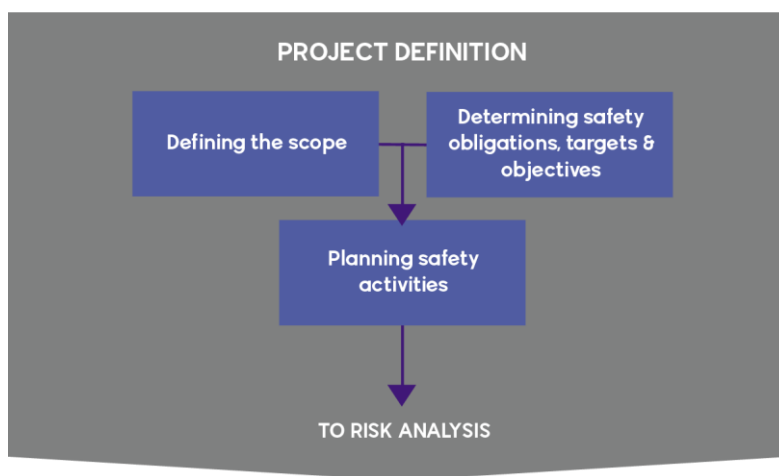 PROJECT DEFINITION
Defining the scope
Determining safety
obligations, targets &
objectives
Planning safety
activities
TO RISK ANALYSIS